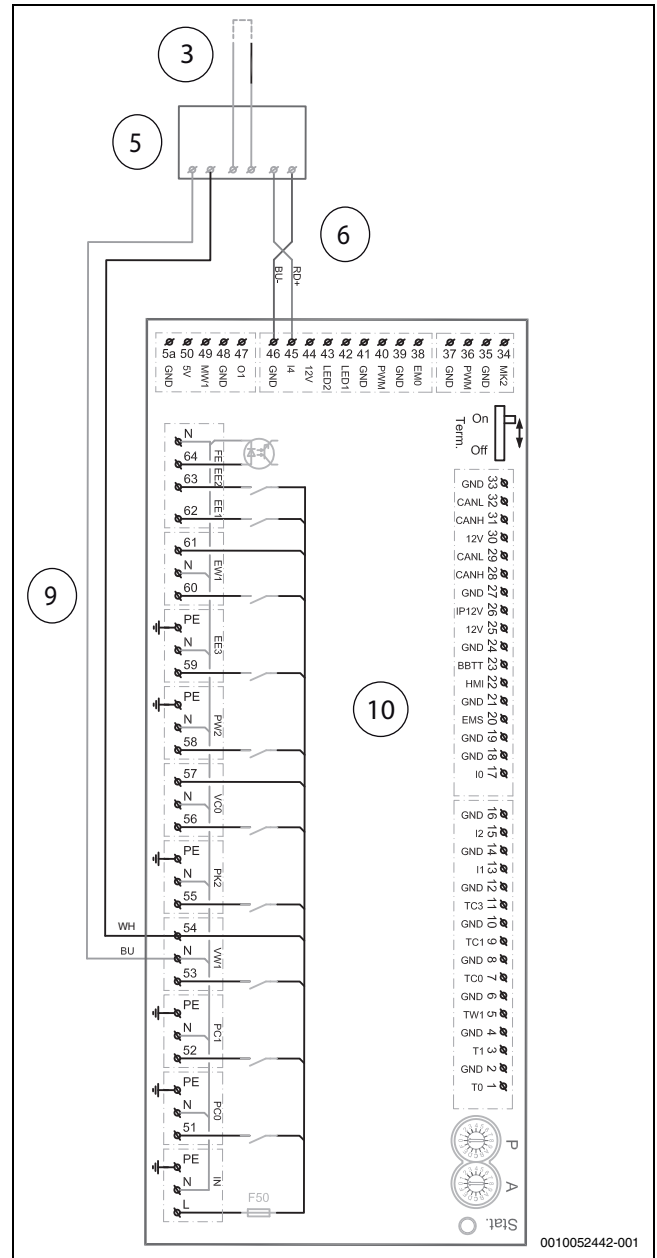 3
5
6
BU-
RD+
5a 50 49 48 47 46 45 44 43 42 41 40 39 38 37 36 35 34
GND 5V MW1 GND O1 GND I4 12V LED2 LED1 GND PWM GND EM0 GND PWM GND MK2
On
Off
Term.
N
64
FE
63
EE2
62
EE1
61
N
EW1
60
PE
N
EE3
59
PE
N
PW2
58
57
N
VC0
56
PE
N
PK2
55
WH
54
BU
N
VW1
53
PE
N
PC1
52
PE
N
PC0
51
PE
N
IN
L
F50
9
10
GND 33
CANL 32
CANH 31
12V 30
CANL 29
CANH 28
GND 27
IP12V 26
12V 25
GND 24
BBTT 23
HMI 22
GND 21
EMS 20
GND 19
GND 18
I0 17
GND 16
I2 15
GND 14
I1 13
GND 12
TC3 11
GND 10
TC1 9
GND 8
TC0 7
GND 6
TW1 5
GND 4
T1 3
GND 2
T0 1
P
A
Stat.
0010052442-001